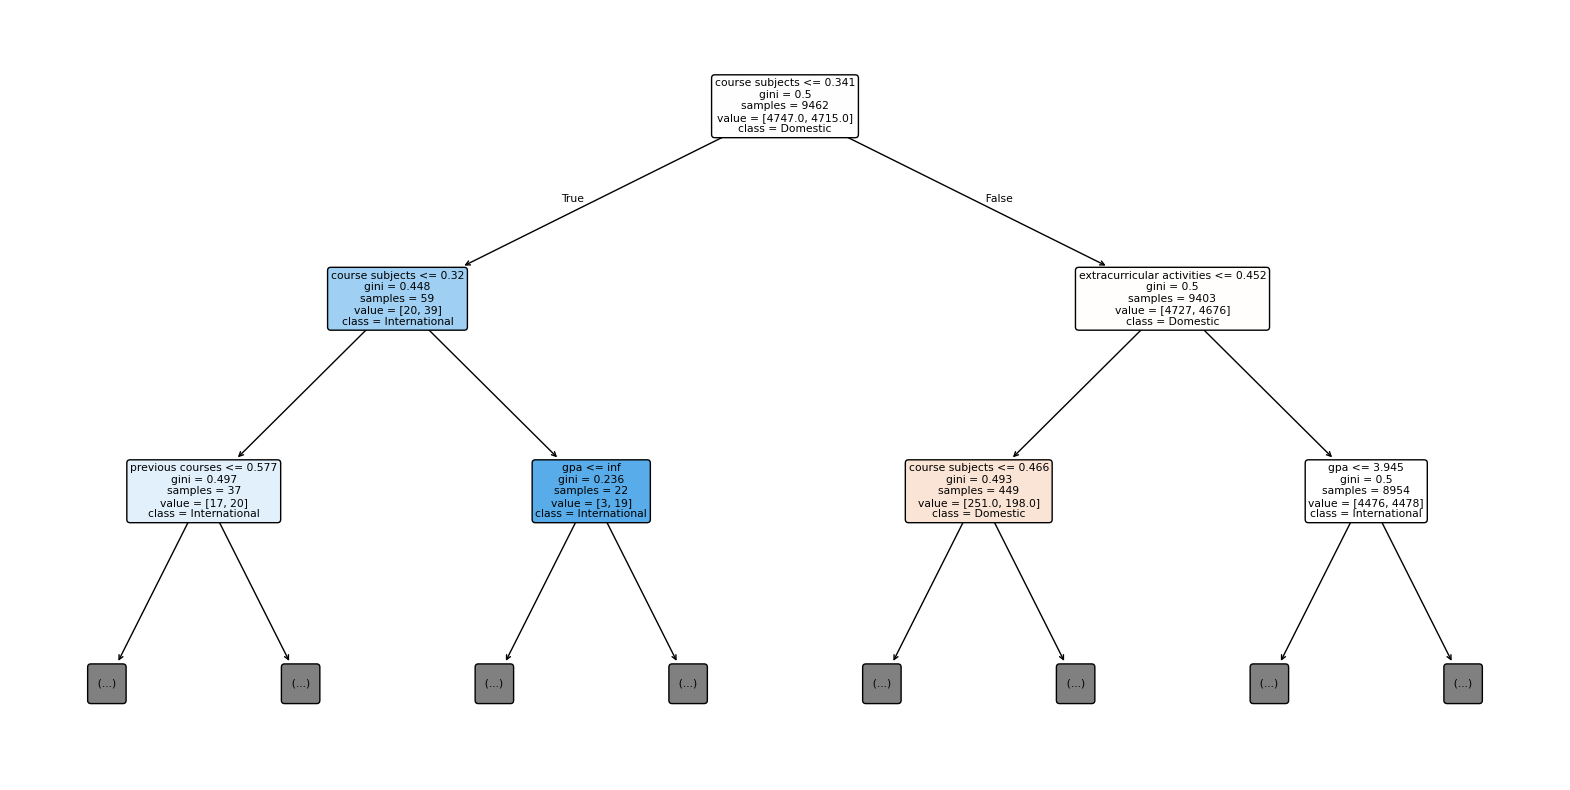 course subjects <= 0.341
gini = 0.5
samples = 9462
value = [4747.0, 4715.0]
class = Domestic
True
False
course subjects <= 0.32
gini = 0.448
samples = 59
value = [20, 39]
class = International
extracurricular activities <= 0.452
gini = 0.5
samples = 9403
value = [4727, 4676]
class = Domestic
previous courses <= 0.577
gini = 0.497
samples = 37
value = [17, 20]
class = International
gpa <= inf
gini = 0.236
samples = 22
value = [3, 19]
class = International
course subjects <= 0.466
gini = 0.493
samples = 449
value = [251.0, 198.0]
class = Domestic
gpa <= 3.945
gini = 0.5
samples = 8954
value = [4476, 4478]
class = International
(...)
(...)
(...)
(...)
(...)
(...)
(...)
(...)